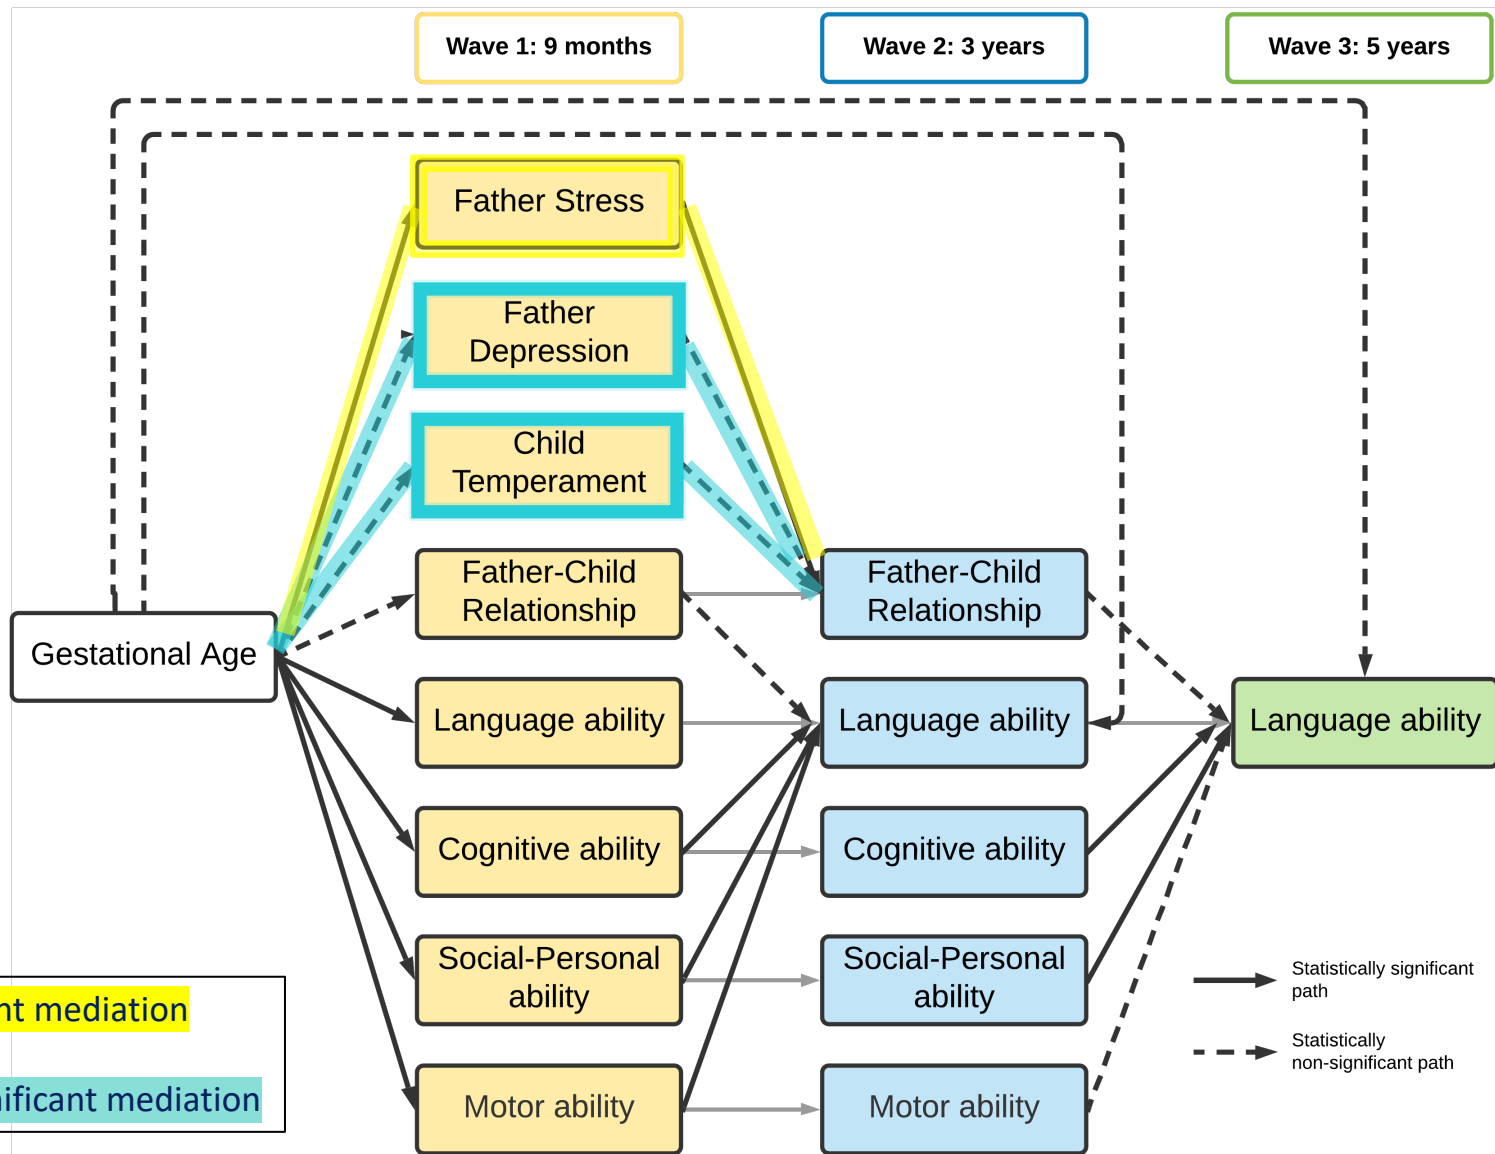 Wave 1: 9 months
Wave 2: 3 years
Wave 3: 5 years
Father Stress
Father
Depression
Child
Temperament
Father-Child
Relationship
Father-Child
Relationship
Gestational Age
Language ability
Language ability
Language ability
Cognitive ability
Cognitive ability
Social-Personal
ability
Social-Personal
ability
Motor ability
Motor ability
mediation
mediation
Statistically significant
path
Statistically
non-significant path